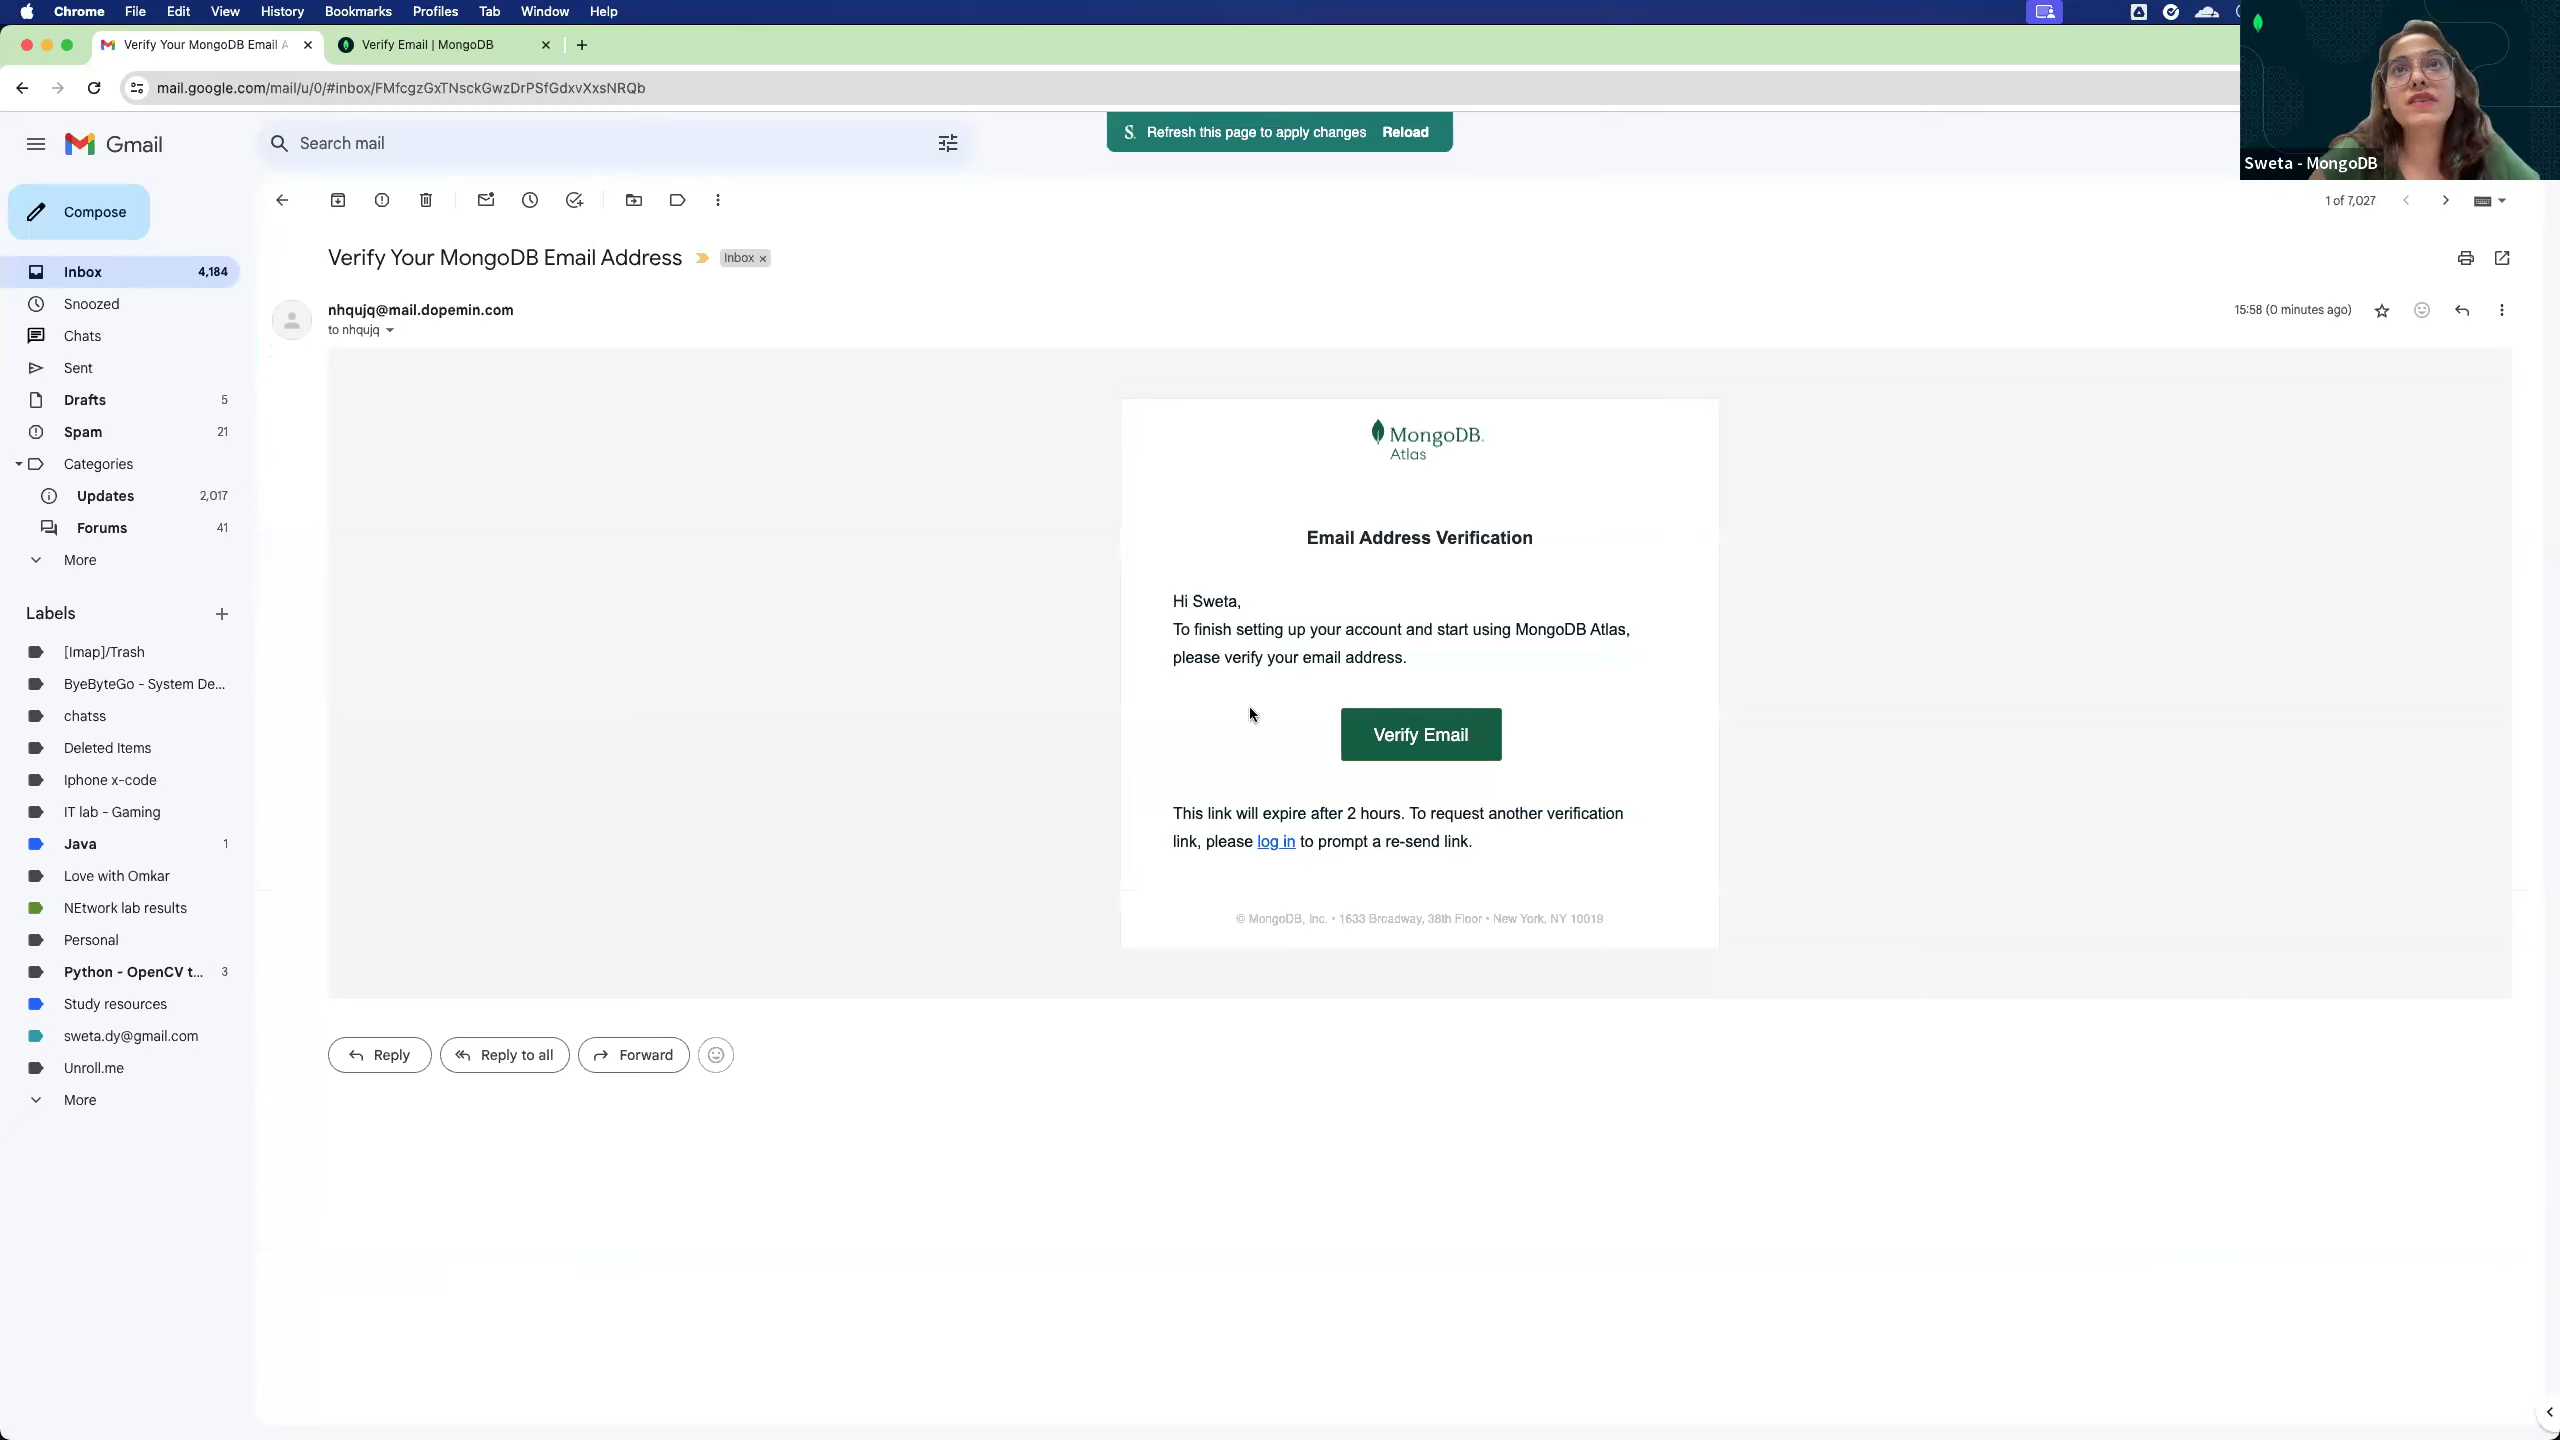 Chrome File Edit View History Bookmarks Profiles Tab Window Help
Verify Your MongoDB Email A
Verify Email | MongoDB
mail.google.com/mail/u/0/#inbox/FMfcgzGxTNsckGwzDrPSfGdxvXxsNRQb
Gmail
Search mail
Refresh this page to apply changes Reload
Sweta - MongoDB
Compose
1 of 7,027
Verify Your MongoDB Email Address Inbox x
Inbox 4,184
Snoozed
Chats
Sent
Drafts 5
Spam 21
Categories
Updates 2,017
Forums 41
More
Labels
[Imap]/Trash
ByeByteGo - System De...
chatss
Deleted Items
Iphone x-code
IT lab - Gaming
Java 1
Love with Omkar
NEtwork lab results
Personal
Python - OpenCV t... 3
Study resources
sweta.dy@gmail.com
Unroll.me
More
nhqujq@mail.dopemin.com
to nhqujq
15:58 (0 minutes ago)
MongoDB.
Atlas
Email Address Verification
Hi Sweta,
To finish setting up your account and start using MongoDB Atlas,
please verify your email address.
Verify Email
This link will expire after 2 hours. To request another verification
link, please log in to prompt a re-send link.
© MongoDB, Inc. • 1633 Broadway, 38th Floor • New York, NY 10019
Reply
Reply to all
Forward